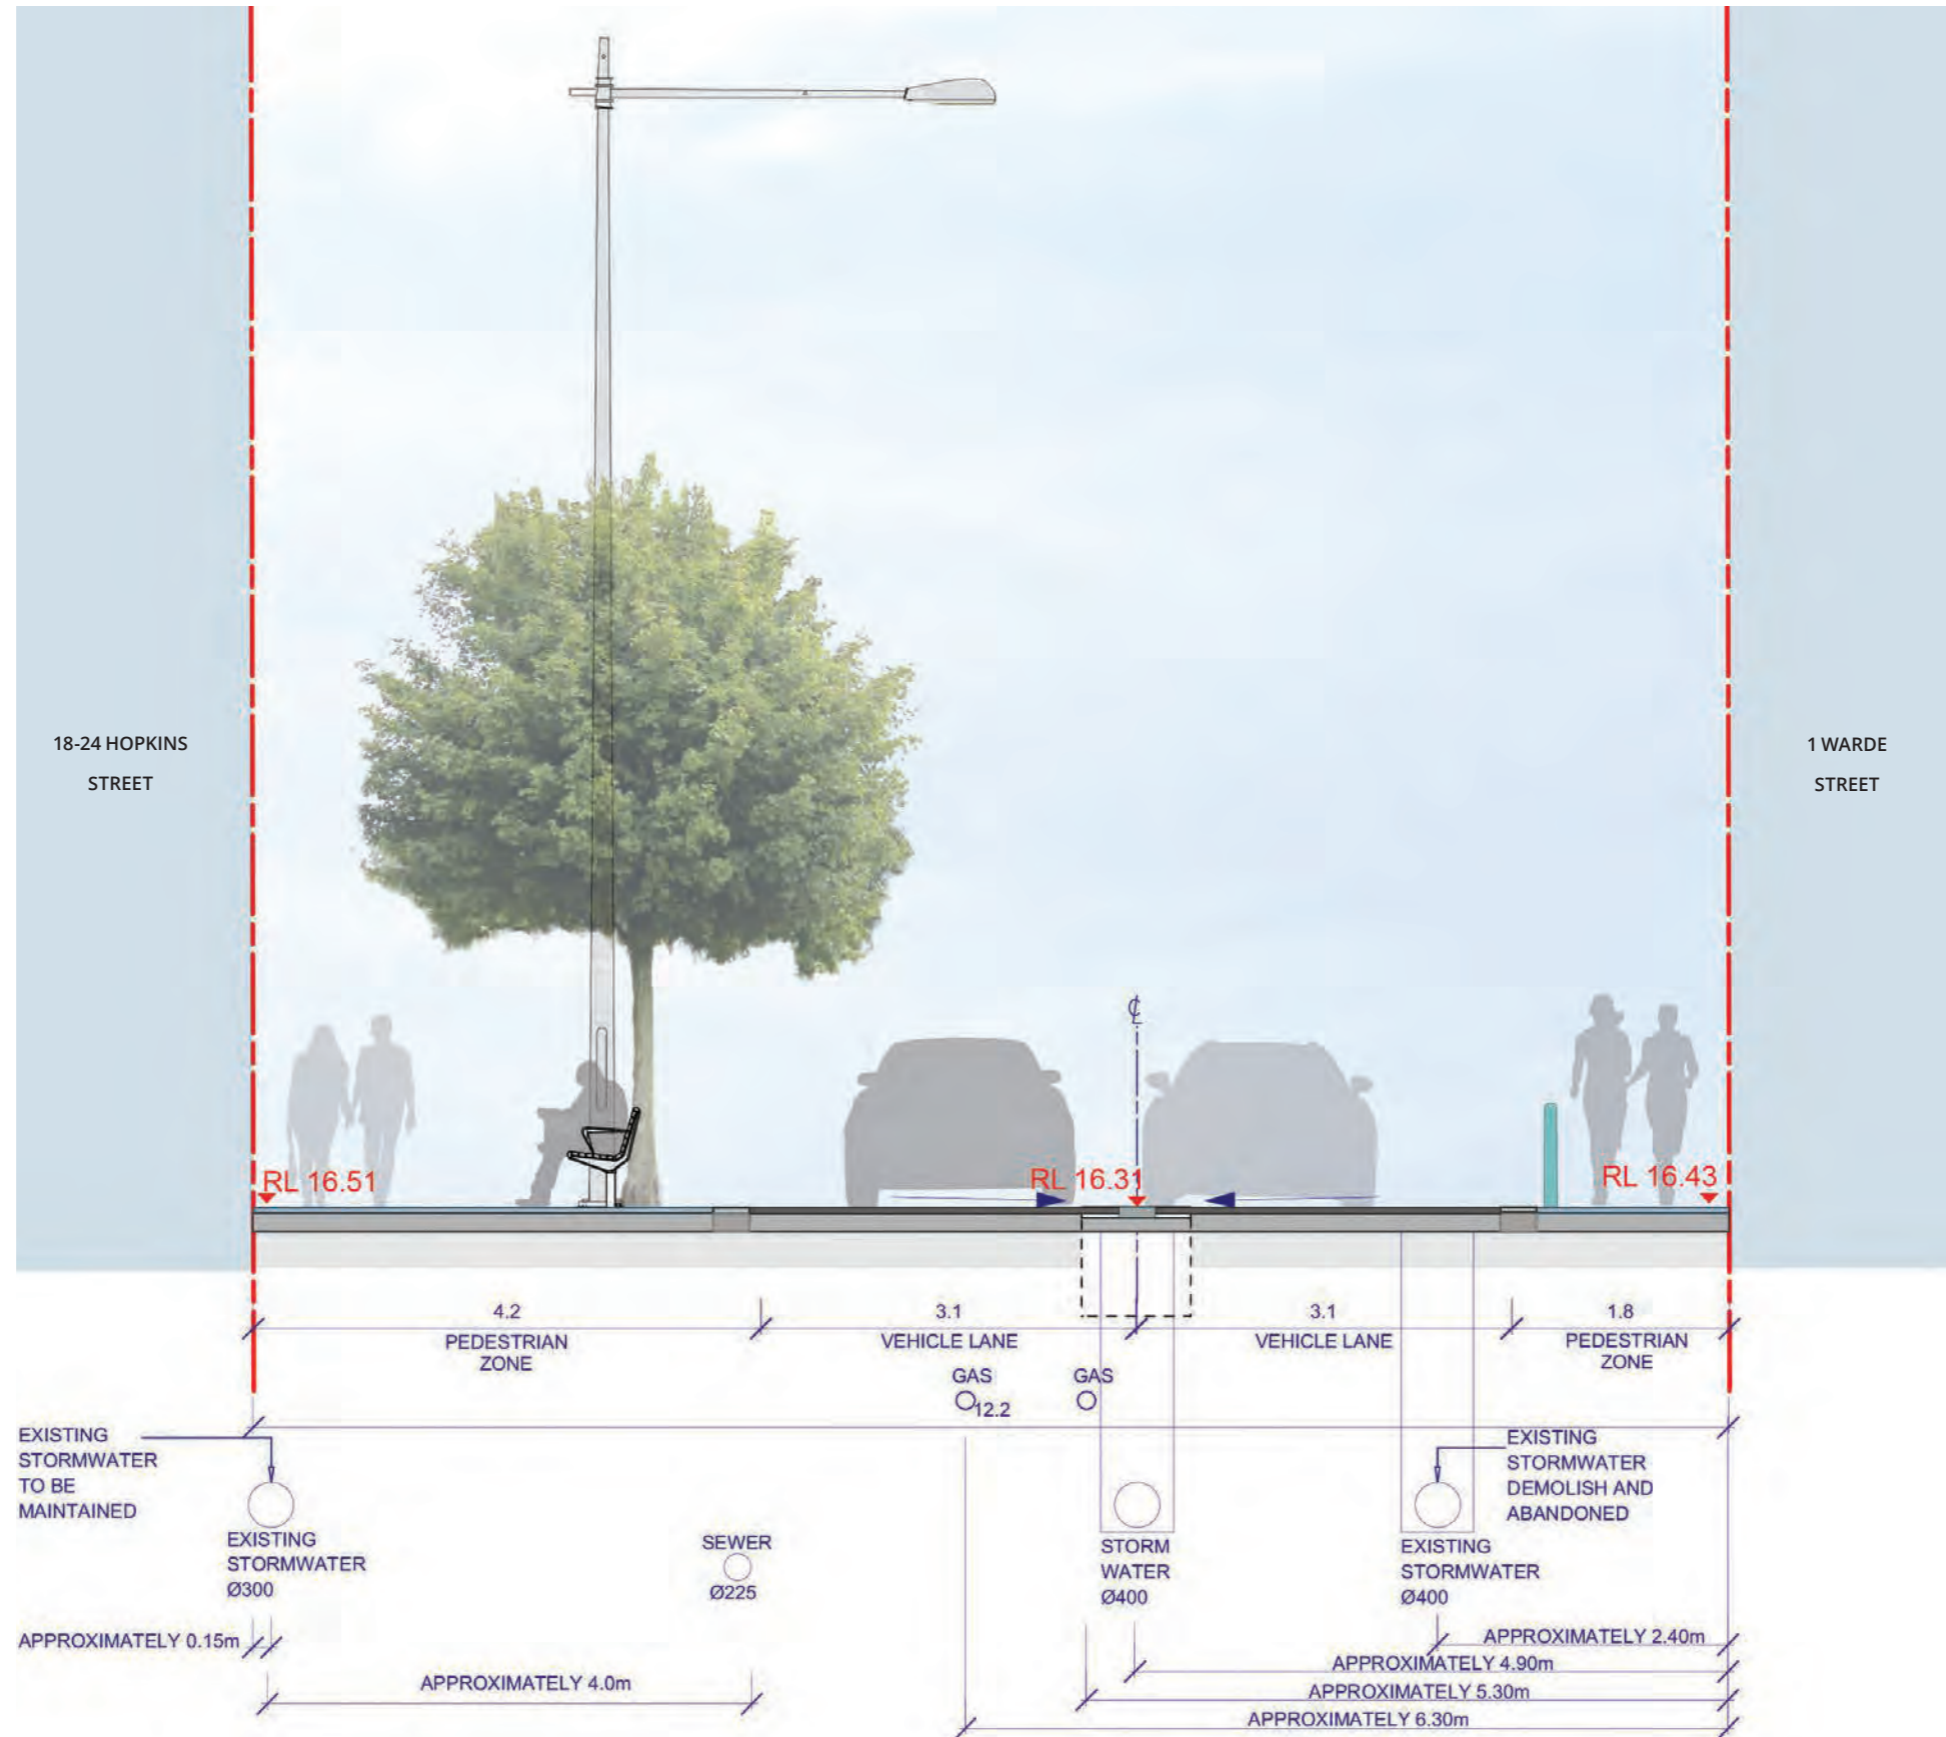 18-24 HOPKINS
STREET
1 WARDE
STREET
℄
RL 16.51
RL 16.31
RL 16.43
4.2
PEDESTRIAN
ZONE
3.1
VEHICLE LANE
3.1
VEHICLE LANE
1.8
PEDESTRIAN
ZONE
GAS
GAS
12.2
EXISTING
STORMWATER
TO BE
MAINTAINED
EXISTING
STORMWATER
DEMOLISH AND
ABANDONED
EXISTING
STORMWATER
Ø300
SEWER
Ø225
STORM
WATER
Ø400
EXISTING
STORMWATER
Ø400
APPROXIMATELY 0.15m
APPROXIMATELY 2.40m
APPROXIMATELY 4.90m
APPROXIMATELY 4.0m
APPROXIMATELY 5.30m
APPROXIMATELY 6.30m